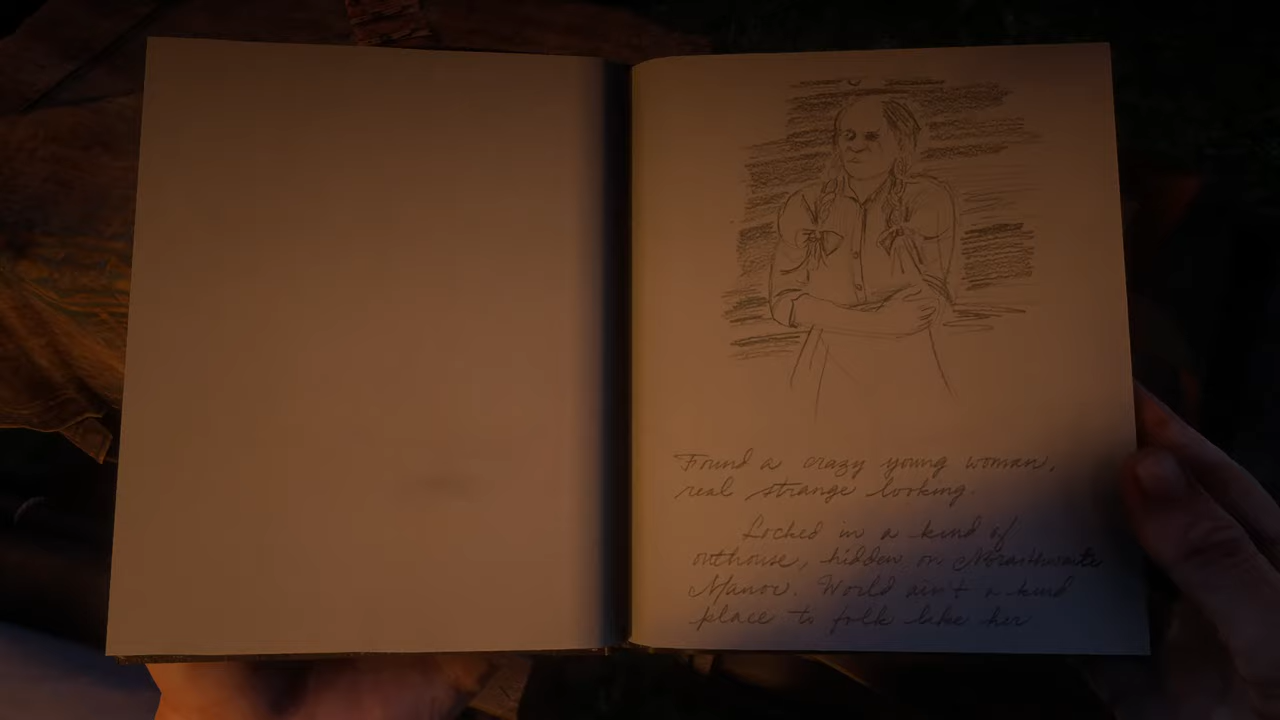 Found a crazy young woman,
real strange looking.
Locked in a kind of
outhouse, hidden on Braithwaite
Manor. World ain't a kind
place to folk like her